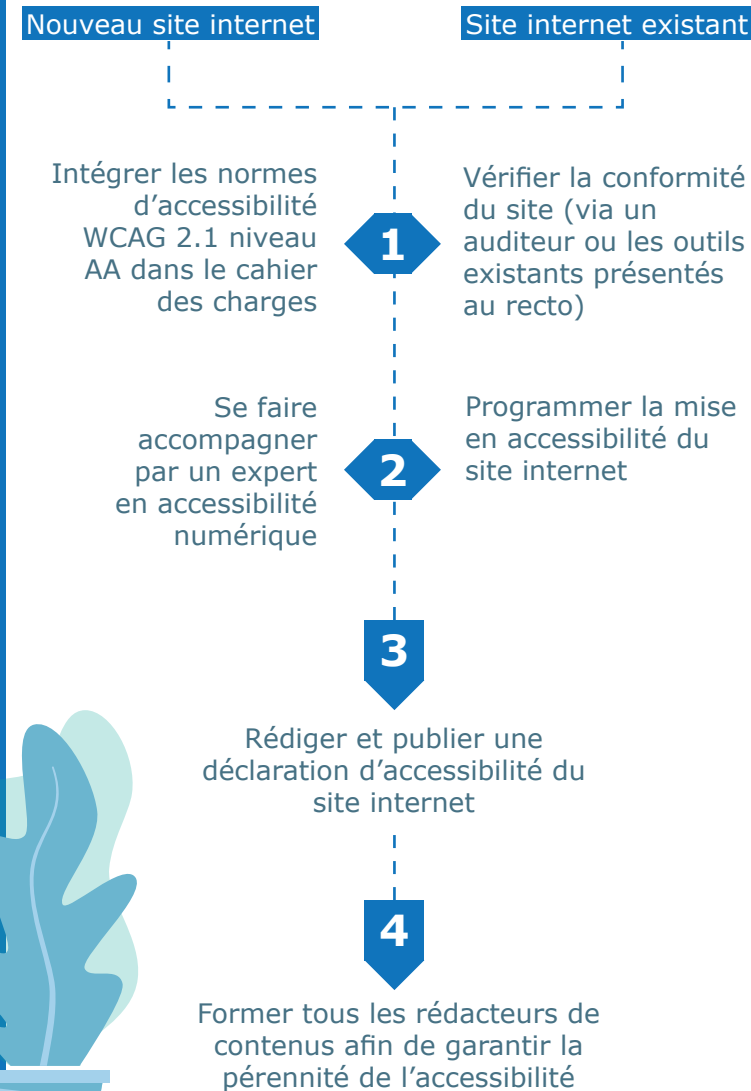 Nouveau site internet
Site internet existant
Intégrer les normes
d’accessibilité
WCAG 2.1 niveau
AA dans le cahier
des charges
1
Vérifier la conformité
du site (via un
auditeur ou les outils
existants présentés
au recto)
Se faire
accompagner
par un expert
en accessibilité
numérique
2
Programmer la mise
en accessibilité du
site internet
3
Rédiger et publier une
déclaration d’accessibilité du
site internet
4
Former tous les rédacteurs de
contenus afin de garantir la
pérennité de l’accessibilité